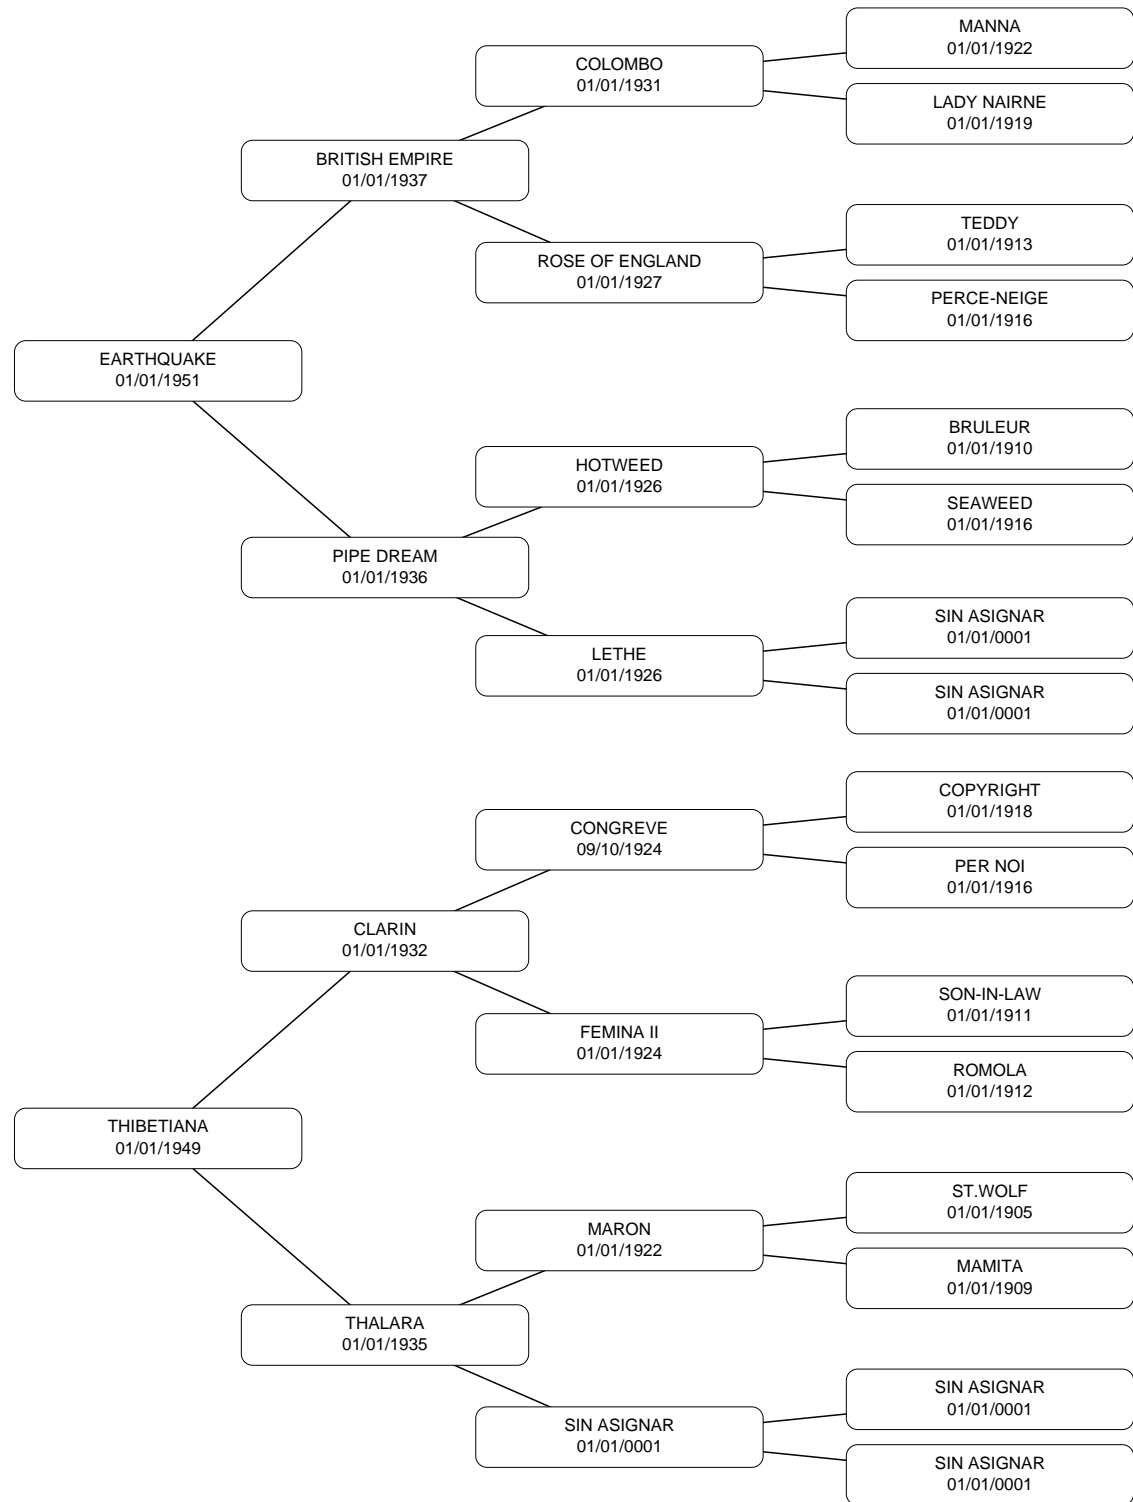 MANNA
01/01/1922
COLOMBO
01/01/1931
LADY NAIRNE
01/01/1919
BRITISH EMPIRE
01/01/1937
TEDDY
01/01/1913
ROSE OF ENGLAND
01/01/1927
PERCE-NEIGE
01/01/1916
EARTHQUAKE
01/01/1951
BRULEUR
01/01/1910
HOTWEED
01/01/1926
SEAWEED
01/01/1916
PIPE DREAM
01/01/1936
SIN ASIGNAR
01/01/0001
LETHE
01/01/1926
SIN ASIGNAR
01/01/0001
COPYRIGHT
01/01/1918
CONGREVE
09/10/1924
PER NOI
01/01/1916
CLARIN
01/01/1932
SON-IN-LAW
01/01/1911
FEMINA II
01/01/1924
ROMOLA
01/01/1912
THIBETIANA
01/01/1949
ST.WOLF
01/01/1905
MARON
01/01/1922
MAMITA
01/01/1909
THALARA
01/01/1935
SIN ASIGNAR
01/01/0001
SIN ASIGNAR
01/01/0001
SIN ASIGNAR
01/01/0001